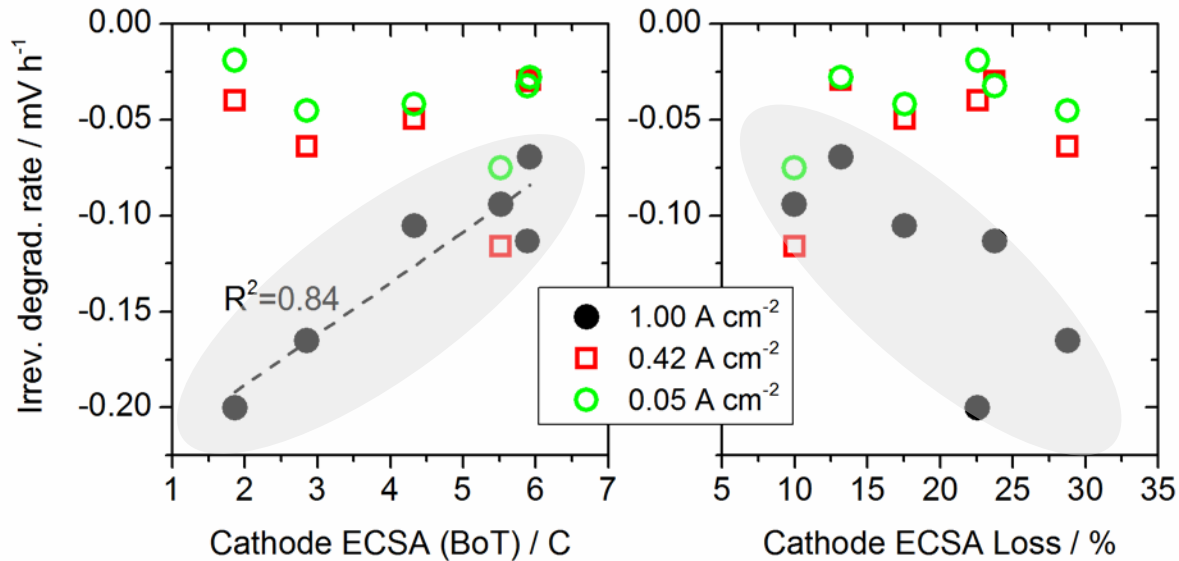 Irrev. degrad. rate / mV h⁻¹
0.00
-0.05
-0.10
-0.15
-0.20
R²=0.84
1 2 3 4 5 6 7
Cathode ECSA (BoT) / C
1.00 A cm⁻²
0.42 A cm⁻²
0.05 A cm⁻²
0.00
-0.05
-0.10
-0.15
-0.20
5 10 15 20 25 30 35
Cathode ECSA Loss / %